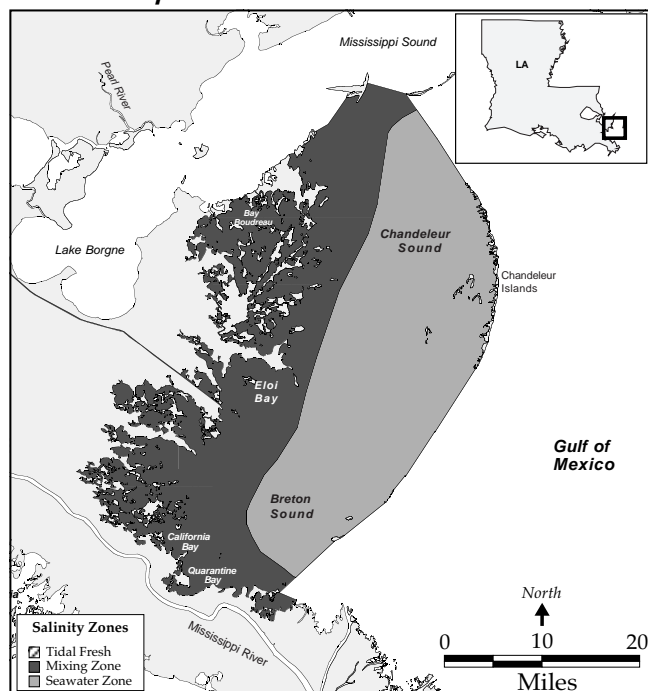 Mississippi Sound
LA
Pearl River
Bay
Boudreau
Lake Borgne
Chandeleur
Sound
Chandeleur
Islands
Eloi
Bay
Gulf of
Mexico
Breton
Sound
California
Bay
Quarantine
Bay
Mississippi River
North
0 10 20
Miles
Salinity Zones
Tidal Fresh
Mixing Zone
Seawater Zone